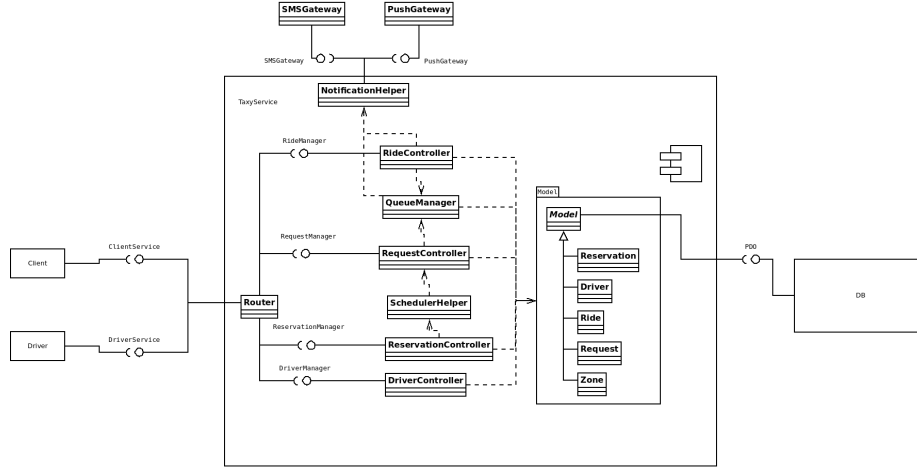 SMSGateway
PushGateway
SMSGateway
PushGateway
NotificationHelper
TaxyService
RideManager
RideController
QueueManager
Model
Model
ClientService
RequestManager
RequestController
Reservation
PDO
Client
Driver
DB
Router
SchedulerHelper
Ride
ReservationManager
DriverService
Driver
ReservationController
Request
DriverManager
DriverController
Zone